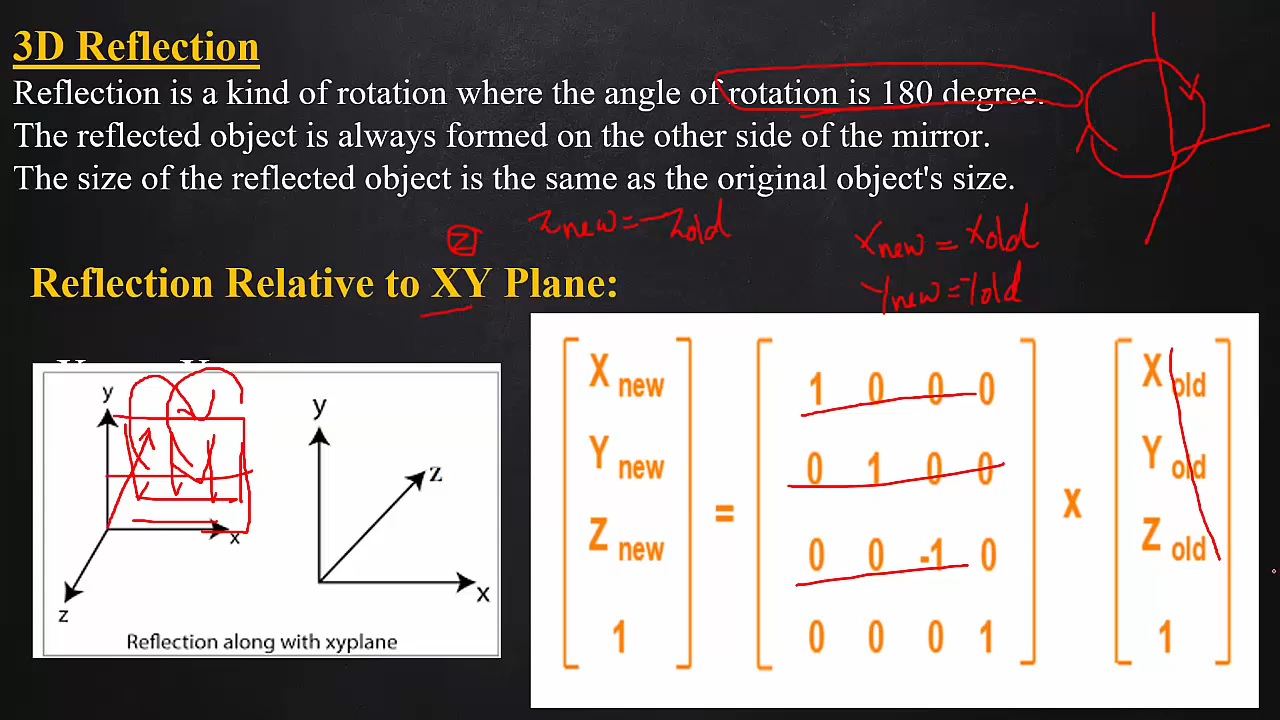 3D Reflection
Reflection is a kind of rotation where the angle of rotation is 180 degree.
The reflected object is always formed on the other side of the mirror.
The size of the reflected object is the same as the original object's size.
Z
Znew = -Zold
Xnew = Xold
Ynew = Yold
Reflection Relative to XY Plane:
y
x
z
y
z
x
Reflection along with xyplane
X new 1 0 0 0 X old
Y new 0 1 0 0 Y old
= x
Z new 0 0 -1 0 Z old
1 0 0 0 1 1